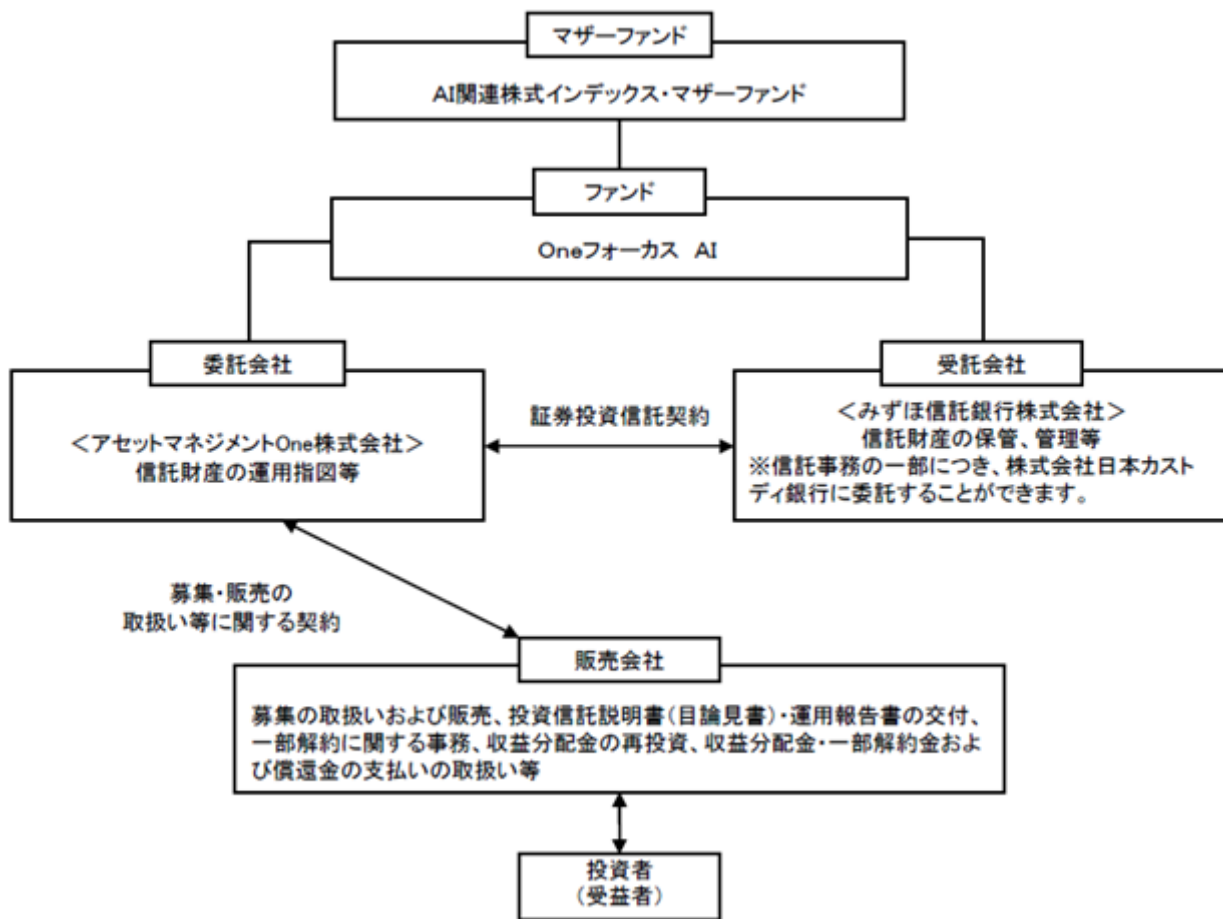 マザーファンド
AI関連株式インデックス・マザーファンド
ファンド
Oneフォーカス AI
委託会社
＜アセットマネジメントOne株式会社＞
信託財産の運用指図等
証券投資信託契約
受託会社
＜みずほ信託銀行株式会社＞
信託財産の保管、管理等
※信託事務の一部につき、株式会社日本カスト
ディ銀行に委託することができます。
募集・販売の
取扱い等に関する契約
販売会社
募集の取扱いおよび販売、投資信託説明書（目論見書）・運用報告書の交付、
一部解約に関する事務、収益分配金の再投資、収益分配金・一部解約金およ
び償還金の支払いの取扱い等
投資者
（受益者）